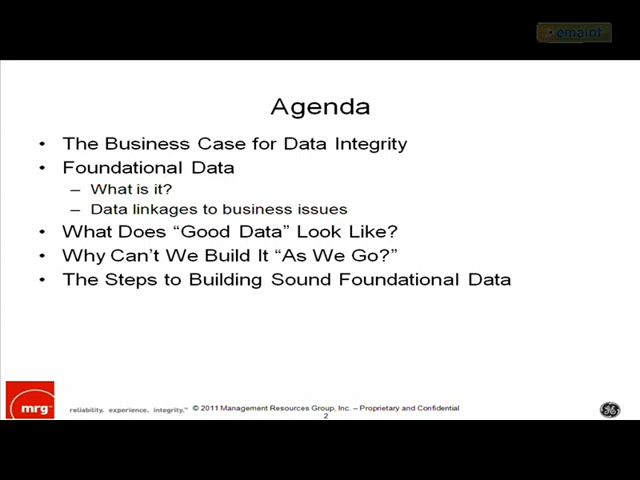 emaint
Agenda
• The Business Case for Data Integrity
• Foundational Data
– What is it?
– Data linkages to business issues
• What Does “Good Data” Look Like?
• Why Can’t We Build It “As We Go?”
• The Steps to Building Sound Foundational Data
mrg
reliability. experience. integrity.™ © 2011 Management Resources Group, Inc. – Proprietary and Confidential
2